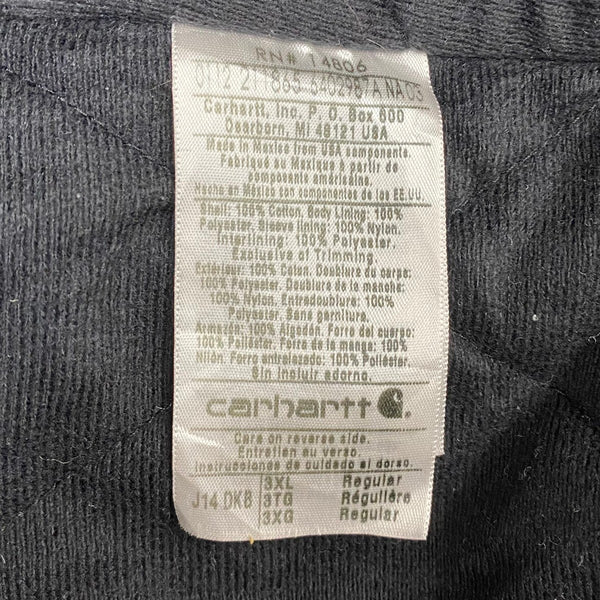 RN# 14806
0112 211865 6402987A NAOS
Carhartt, Inc, P. O. Box 600
Dearborn, MI 48121 USA
Made in Mexico from USA components.
Fabriqué au Mexique à partir de
composants américains.
Hecho en México con componentes de los EE.UU.
Shell: 100% Cotton, Body Lining: 100%
Polyester, Sleeve lining: 100% Nylon,
Interlining: 100% Polyester.
Exclusive of Trimming.
Extérieur: 100% Coton, Doublure du corps:
100% Polyester, Doublure de la manche:
100% Nylon, Entredoublure: 100%
Polyester, Sans garniture.
Armazón: 100% Algodón. Forro del cuerpo:
100% Poliéster, Forro de la manga: 100%
Nilón, Forro entrelazado: 100% Poliéster,
Sin incluir adorno.
carhartt
Care on reverse side.
Entretien au verso.
Instrucciones de cuidado al dorso.
3XL Regular
J14 DKB 3TG Régulière
3XG Regular